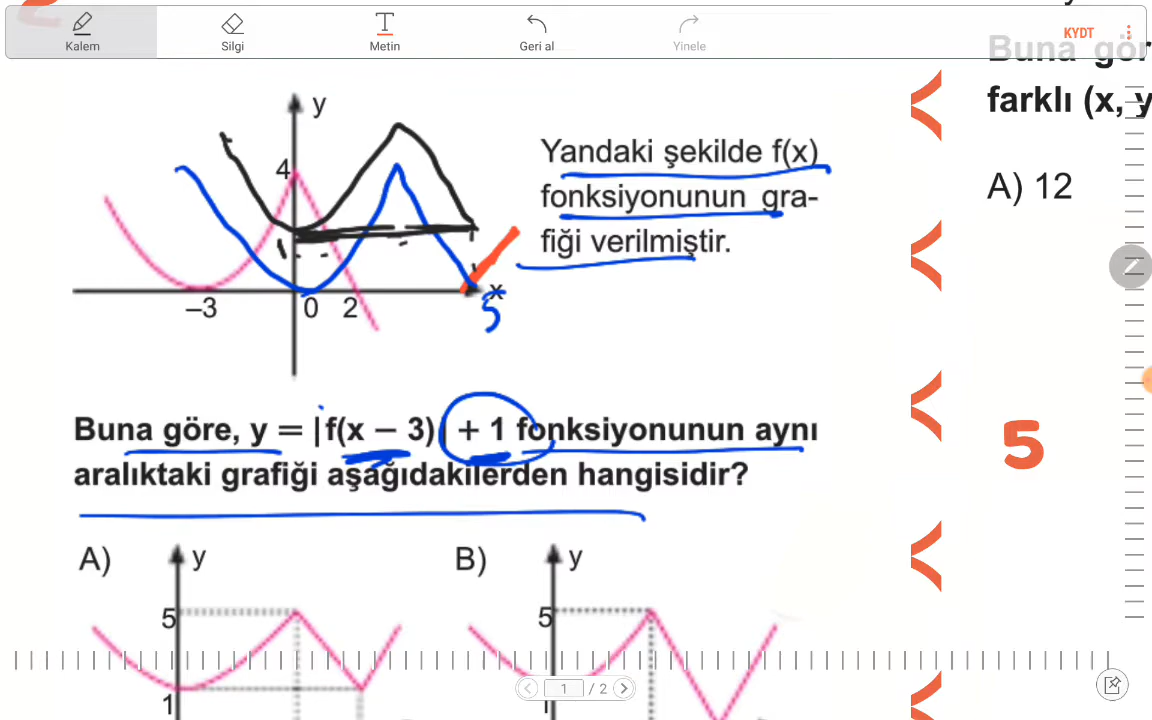 Kalem
Silgi
Metin
Geri al
Yinele
KYDT
Buna gör
farklı (x, y
A) 12
y
4
–3
0
2
x
5
Yandaki şekilde f(x)
fonksiyonunun gra-
fiği verilmiştir.
Buna göre, y = |f(x – 3)| + 1 fonksiyonunun aynı
aralıktaki grafiği aşağıdakilerden hangisidir?
5
A)
y
5
1
B)
y
5
1
1 / 2